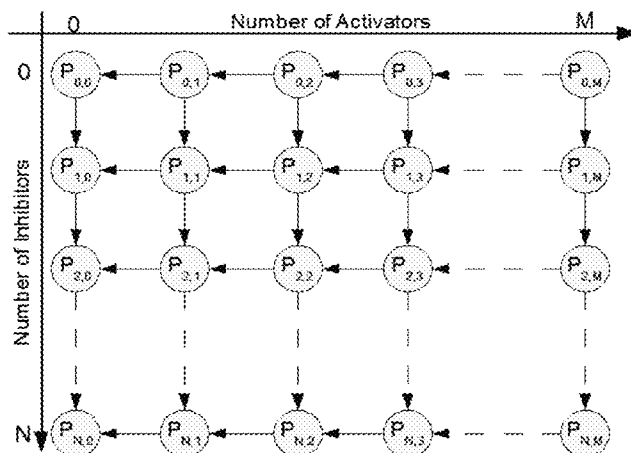 0 Number of Activators M
0 P0,0 P0,1 P0,2 P0,3 P0,M
P1,0 P1,1 P1,2 P1,3 P1,M
P2,0 P2,1 P2,2 P2,3 P2,M
N PN,0 PN,1 PN,2 PN,3 PN,M
Number of Inhibitors